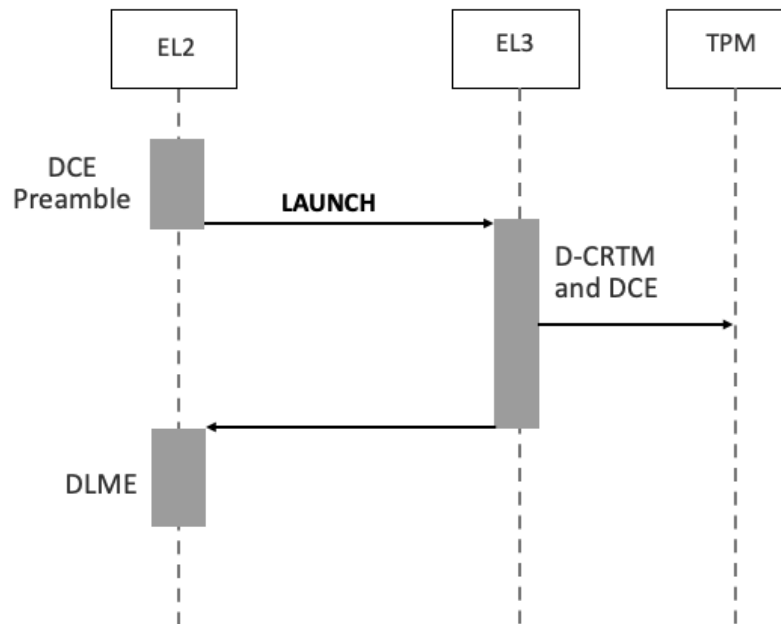 EL2
EL3
TPM
DCE
Preamble
LAUNCH
D-CRTM
and DCE
DLME